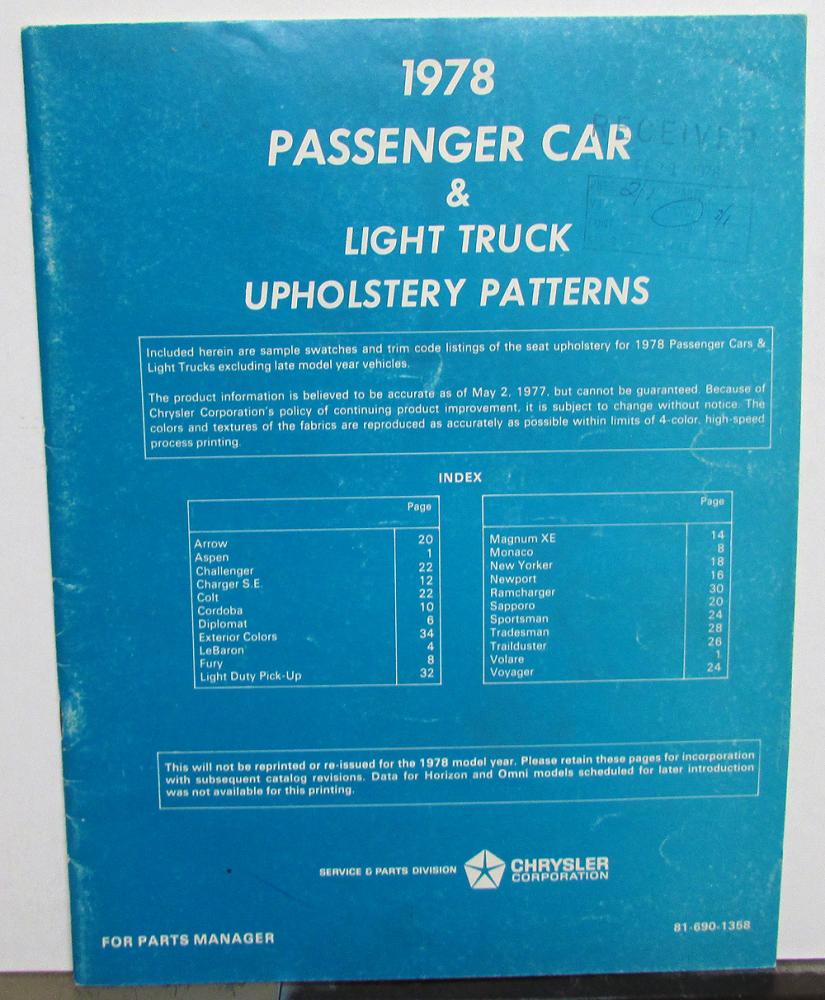 1978
PASSENGER CAR
&
LIGHT TRUCK
UPHOLSTERY PATTERNS
RECEIVED
Included herein are sample swatches and trim code listings of the seat upholstery for 1978 Passenger Cars &
Light Trucks excluding late model year vehicles.
The product information is believed to be accurate as of May 2, 1977, but cannot be guaranteed. Because of
Chrysler Corporation's policy of continuing product improvement, it is subject to change without notice. The
colors and textures of the fabrics are reproduced as accurately as possible within limits of 4-color, high-speed
process printing.
INDEX
Page
Arrow 20
Aspen 1
Challenger 22
Charger S.E. 12
Colt 22
Cordoba 10
Diplomat 6
Exterior Colors 34
LeBaron 4
Fury 8
Light Duty Pick-Up 32
Page
Magnum XE 14
Monaco 8
New Yorker 18
Newport 16
Ramcharger 30
Sapporo 20
Sportsman 24
Tradesman 28
Trailduster 26
Volare 1
Voyager 24
This will not be reprinted or re-issued for the 1978 model year. Please retain these pages for incorporation
with subsequent catalog revisions. Data for Horizon and Omni models scheduled for later introduction
was not available for this printing.
SERVICE & PARTS DIVISION
CHRYSLER
CORPORATION
FOR PARTS MANAGER
81-690-1358